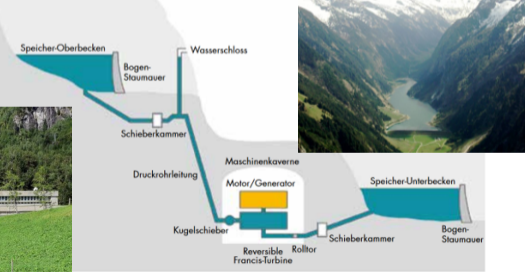 Speicher-Oberbecken
Bogen-
Staumauer
Wasserschloss
Schieberkammer
Druckrohrleitung
Maschinenkaverne
Motor/Generator
Kugelschieber
Reversible
Francis-Turbine
Rolltor
Schieberkammer
Speicher-Unterbecken
Bogen-
Staumauer